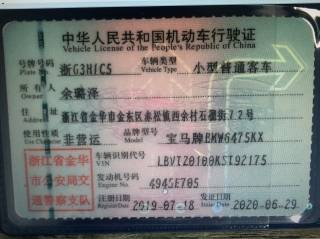 中华人民共和国机动车行驶证
Vehicle License of the People's Republic of China
号牌号码 浙G3H1C5 车辆类型 小型普通客车
Plate No. Vehicle Type
所有人 余骆泽
Owner
住址 浙江省金华市金东区赤松镇西余村石溜街72号
Address
使用性质 非营运 品牌型号 宝马牌BMW6475KX
Use Character Model
浙江省金华市公安局交通警察支队
车辆识别代号 LBVTZ0100KST92175
VIN
发动机号码 4945E705
Engine No.
注册日期 2019-07-18 发证日期 2020-06-29
Register Date Issue Date